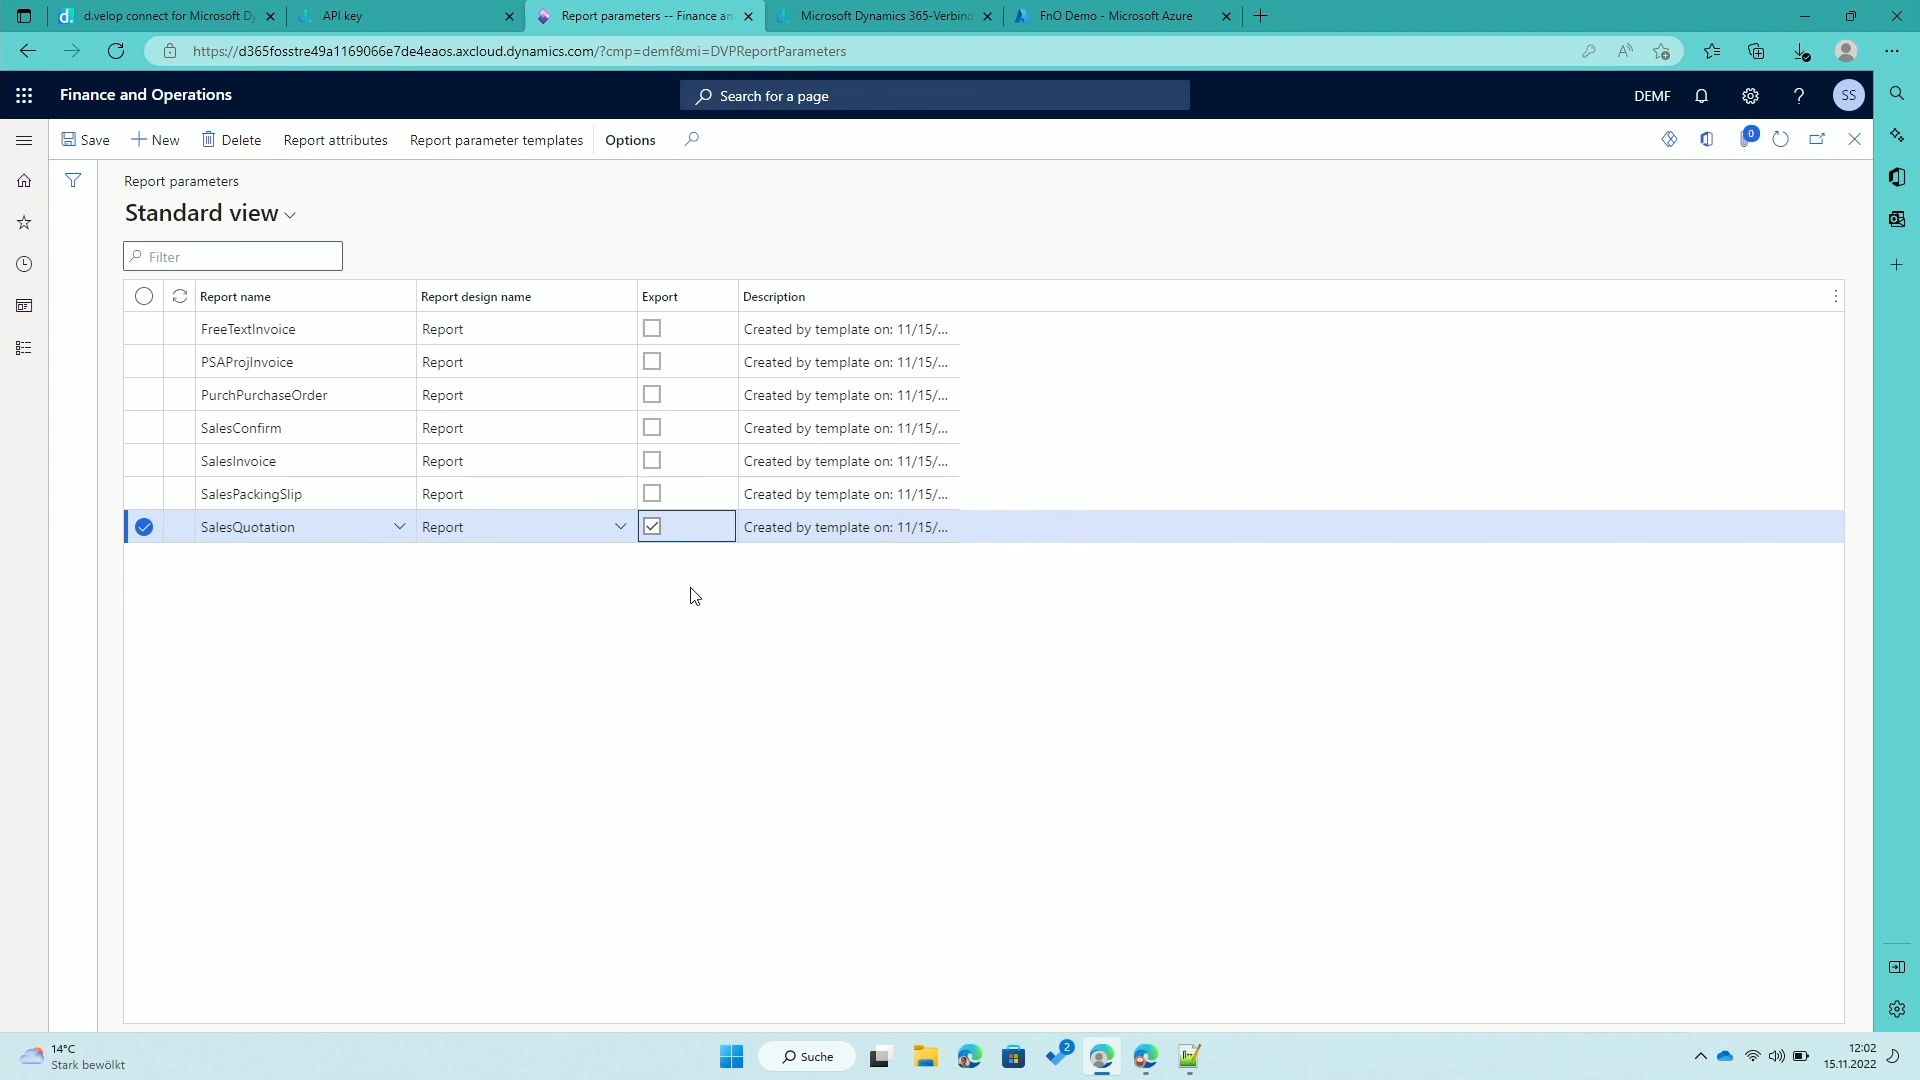 d.velop connect for Microsoft Dy
API key
Report parameters -- Finance an
Microsoft Dynamics 365-Verbind
FnO Demo - Microsoft Azure
https://d365fosstre49a1169066e7de4eaos.axcloud.dynamics.com/?cmp=demf&mi=DVPReportParameters
Finance and Operations
Search for a page
DEMF
SS
Save
New
Delete
Report attributes
Report parameter templates
Options
0
Report parameters
Standard view
Filter
Report name
Report design name
Export
Description
FreeTextInvoice
Report
Created by template on: 11/15/...
PSAProjInvoice
Report
Created by template on: 11/15/...
PurchPurchaseOrder
Report
Created by template on: 11/15/...
SalesConfirm
Report
Created by template on: 11/15/...
SalesInvoice
Report
Created by template on: 11/15/...
SalesPackingSlip
Report
Created by template on: 11/15/...
SalesQuotation
Report
Created by template on: 11/15/...
14°C
Stark bewölkt
Suche
2
12:02
15.11.2022